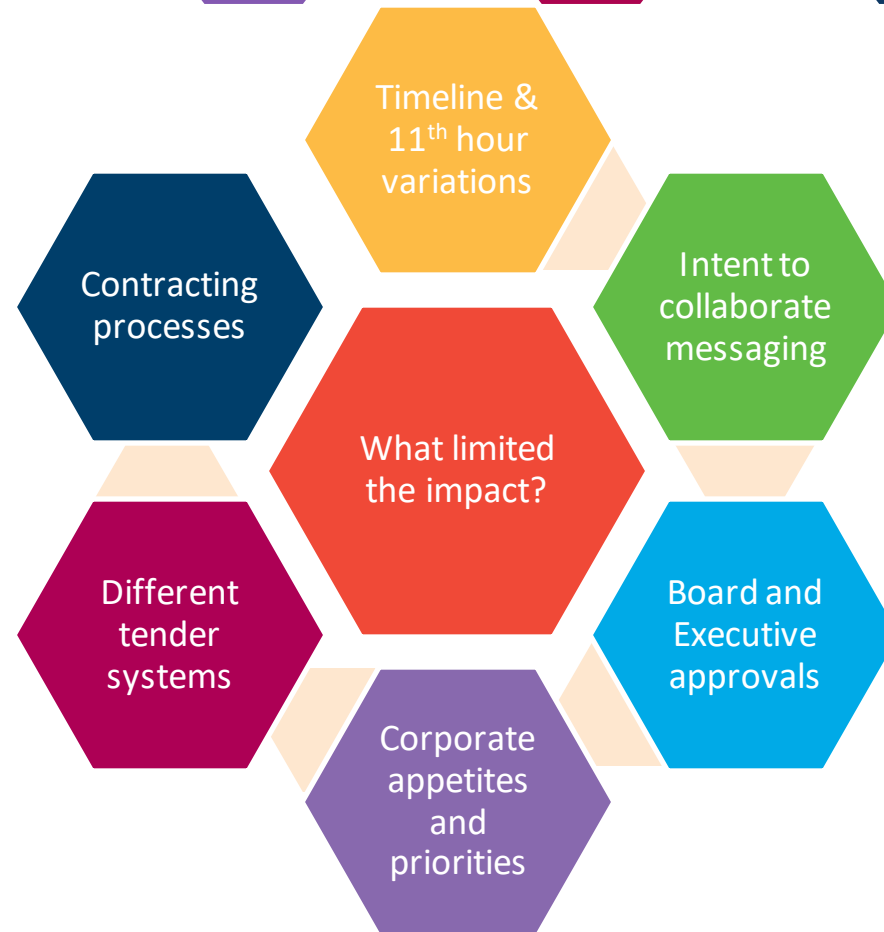 Timeline &
11th hour
variations
Intent to
collaborate
messaging
Board and
Executive
approvals
Corporate
appetites
and
priorities
Different
tender
systems
Contracting
processes
What limited
the impact?